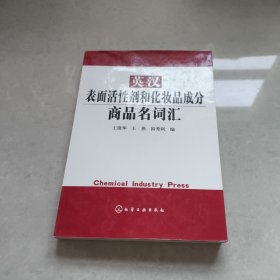 英汉
表面活性剂和化妆品成分
商品名词汇
编
Chemical Industry Press
化学工业出版社